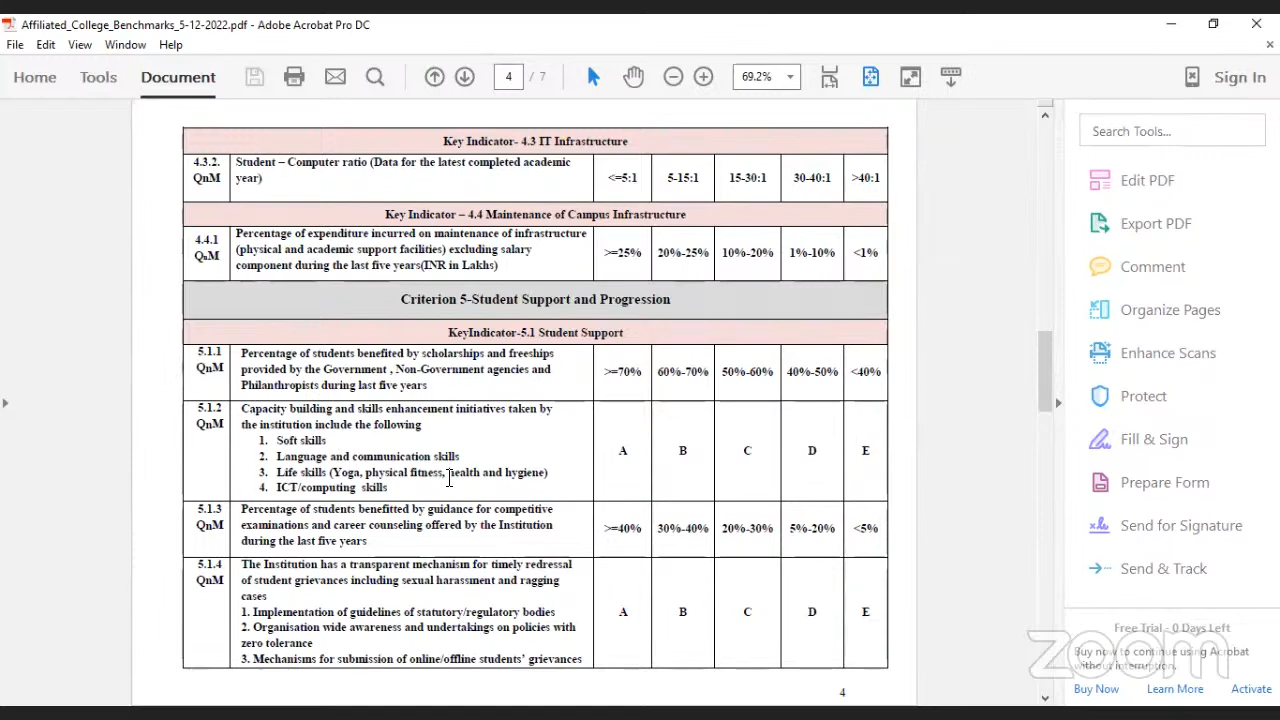 Affiliated_College_Benchmarks_5-12-2022.pdf - Adobe Acrobat Pro DC
File Edit View Window Help
Home Tools Document 4 / 7 69.2% Sign In
Key Indicator- 4.3 IT Infrastructure
4.3.2. QnM
Student – Computer ratio (Data for the latest completed academic
year)
<=5:1 5-15:1 15-30:1 30-40:1 >40:1
Key Indicator – 4.4 Maintenance of Campus Infrastructure
4.4.1 QnM
Percentage of expenditure incurred on maintenance of infrastructure
(physical and academic support facilities) excluding salary
component during the last five years(INR in Lakhs)
>=25% 20%-25% 10%-20% 1%-10% <1%
Criterion 5-Student Support and Progression
KeyIndicator-5.1 Student Support
5.1.1 QnM
Percentage of students benefited by scholarships and freeships
provided by the Government , Non-Government agencies and
Philanthropists during last five years
>=70% 60%-70% 50%-60% 40%-50% <40%
5.1.2 QnM
Capacity building and skills enhancement initiatives taken by
the institution include the following
1. Soft skills
2. Language and communication skills
3. Life skills (Yoga, physical fitness, health and hygiene)
4. ICT/computing skills
A B C D E
5.1.3 QnM
Percentage of students benefitted by guidance for competitive
examinations and career counseling offered by the Institution
during the last five years
>=40% 30%-40% 20%-30% 5%-20% <5%
5.1.4 QnM
The Institution has a transparent mechanism for timely redressal
of student grievances including sexual harassment and ragging
cases
1. Implementation of guidelines of statutory/regulatory bodies
2. Organisation wide awareness and undertakings on policies with
zero tolerance
3. Mechanisms for submission of online/offline students' grievances
A B C D E
4
Search Tools...
Edit PDF
Export PDF
Comment
Organize Pages
Enhance Scans
Protect
Fill & Sign
Prepare Form
Send for Signature
Send & Track
Free Trial - 0 Days Left
Buy now to continue using Acrobat
without interruption.
Buy Now Learn More Activate
zoom